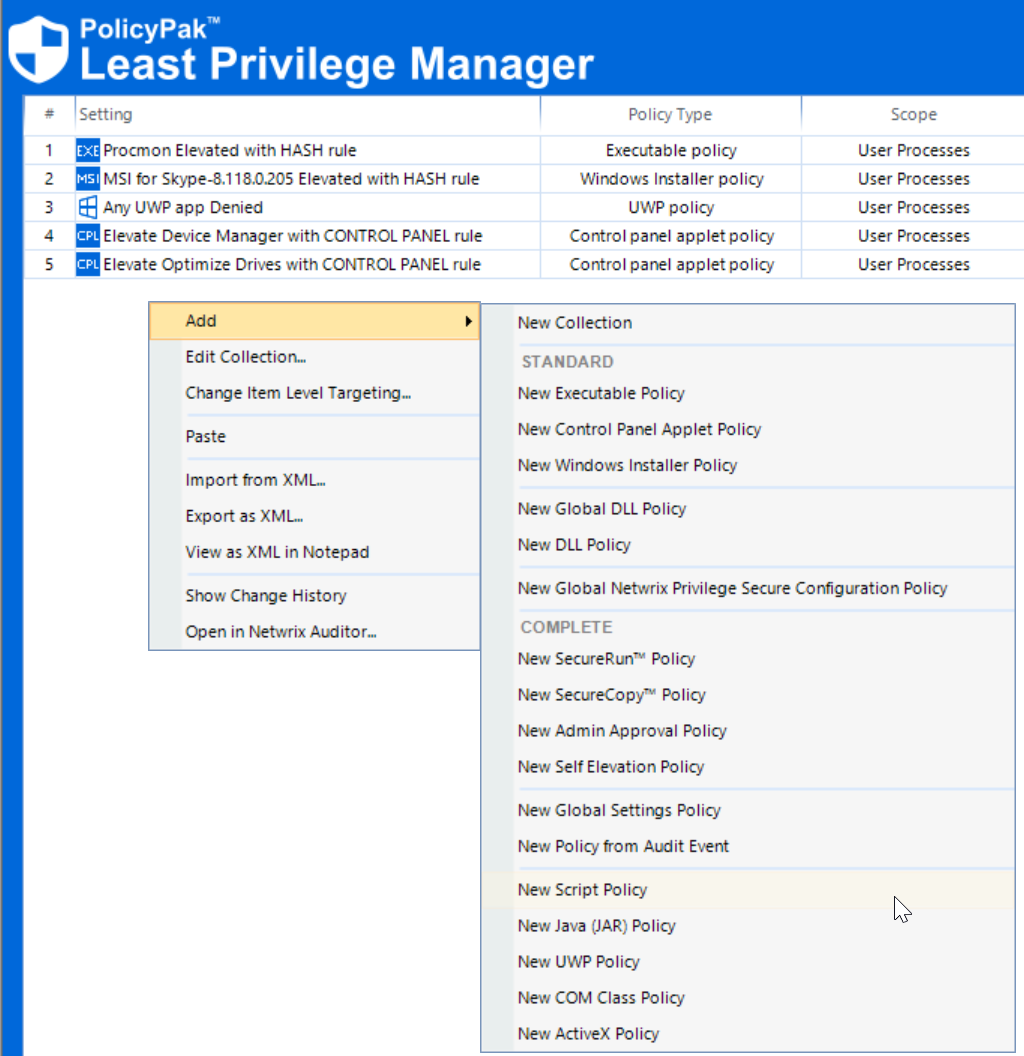 PolicyPak™
Least Privilege Manager
# Setting Policy Type Scope
1 EXE Procmon Elevated with HASH rule Executable policy User Processes
2 MSI MSI for Skype-8.118.0.205 Elevated with HASH rule Windows Installer policy User Processes
3 Any UWP app Denied UWP policy User Processes
4 CPL Elevate Device Manager with CONTROL PANEL rule Control panel applet policy User Processes
5 CPL Elevate Optimize Drives with CONTROL PANEL rule Control panel applet policy User Processes
Add
Edit Collection...
Change Item Level Targeting...
Paste
Import from XML...
Export as XML...
View as XML in Notepad
Show Change History
Open in Netwrix Auditor...
New Collection
STANDARD
New Executable Policy
New Control Panel Applet Policy
New Windows Installer Policy
New Global DLL Policy
New DLL Policy
New Global Netwrix Privilege Secure Configuration Policy
COMPLETE
New SecureRun™ Policy
New SecureCopy™ Policy
New Admin Approval Policy
New Self Elevation Policy
New Global Settings Policy
New Policy from Audit Event
New Script Policy
New Java (JAR) Policy
New UWP Policy
New COM Class Policy
New ActiveX Policy